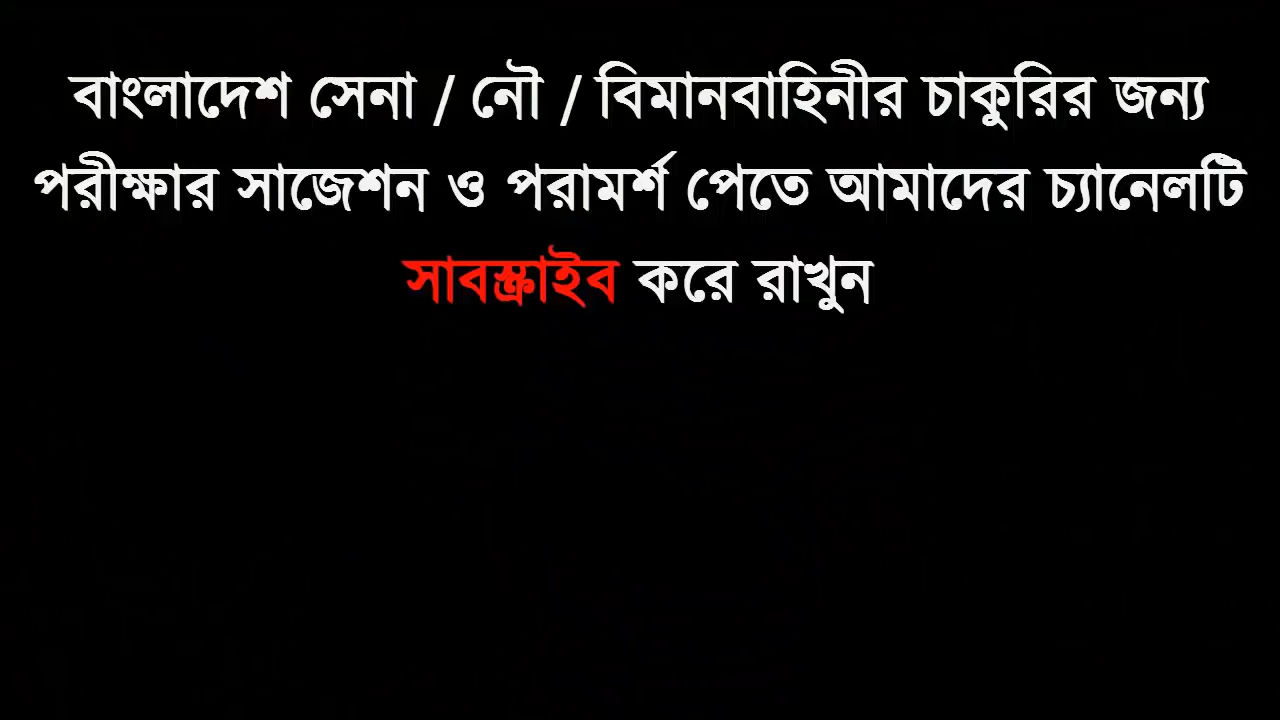 বাংলাদেশ সেনা / নৌ / বিমানবাহিনীর চাকুরির জন্য
পরীক্ষার সাজেশন ও পরামর্শ পেতে আমাদের চ্যানেলটি
সাবস্ক্রাইব করে রাখুন